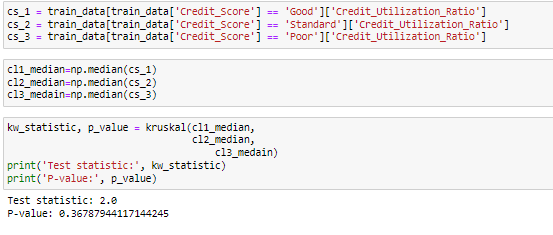 cs_1 = train_data[train_data['Credit_Score'] == 'Good']['Credit_Utilization_Ratio']
cs_2 = train_data[train_data['Credit_Score'] == 'Standard']['Credit_Utilization_Ratio']
cs_3 = train_data[train_data['Credit_Score'] == 'Poor']['Credit_Utilization_Ratio']
cl1_median=np.median(cs_1)
cl2_median=np.median(cs_2)
cl3_medain=np.median(cs_3)
kw_statistic, p_value = kruskal(cl1_median,
cl2_median,
cl3_medain)
print('Test statistic:', kw_statistic)
print('P-value:', p_value)
Test statistic: 2.0
P-value: 0.36787944117144245